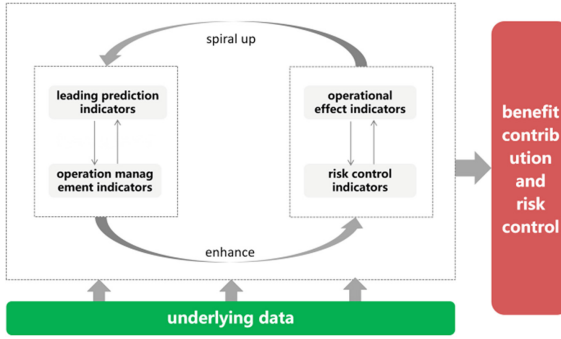 spiral up
leading prediction
indicators
operation manag
ement indicators
operational
effect indicators
risk control
indicators
enhance
underlying data
benefit
contrib
ution
and
risk
control